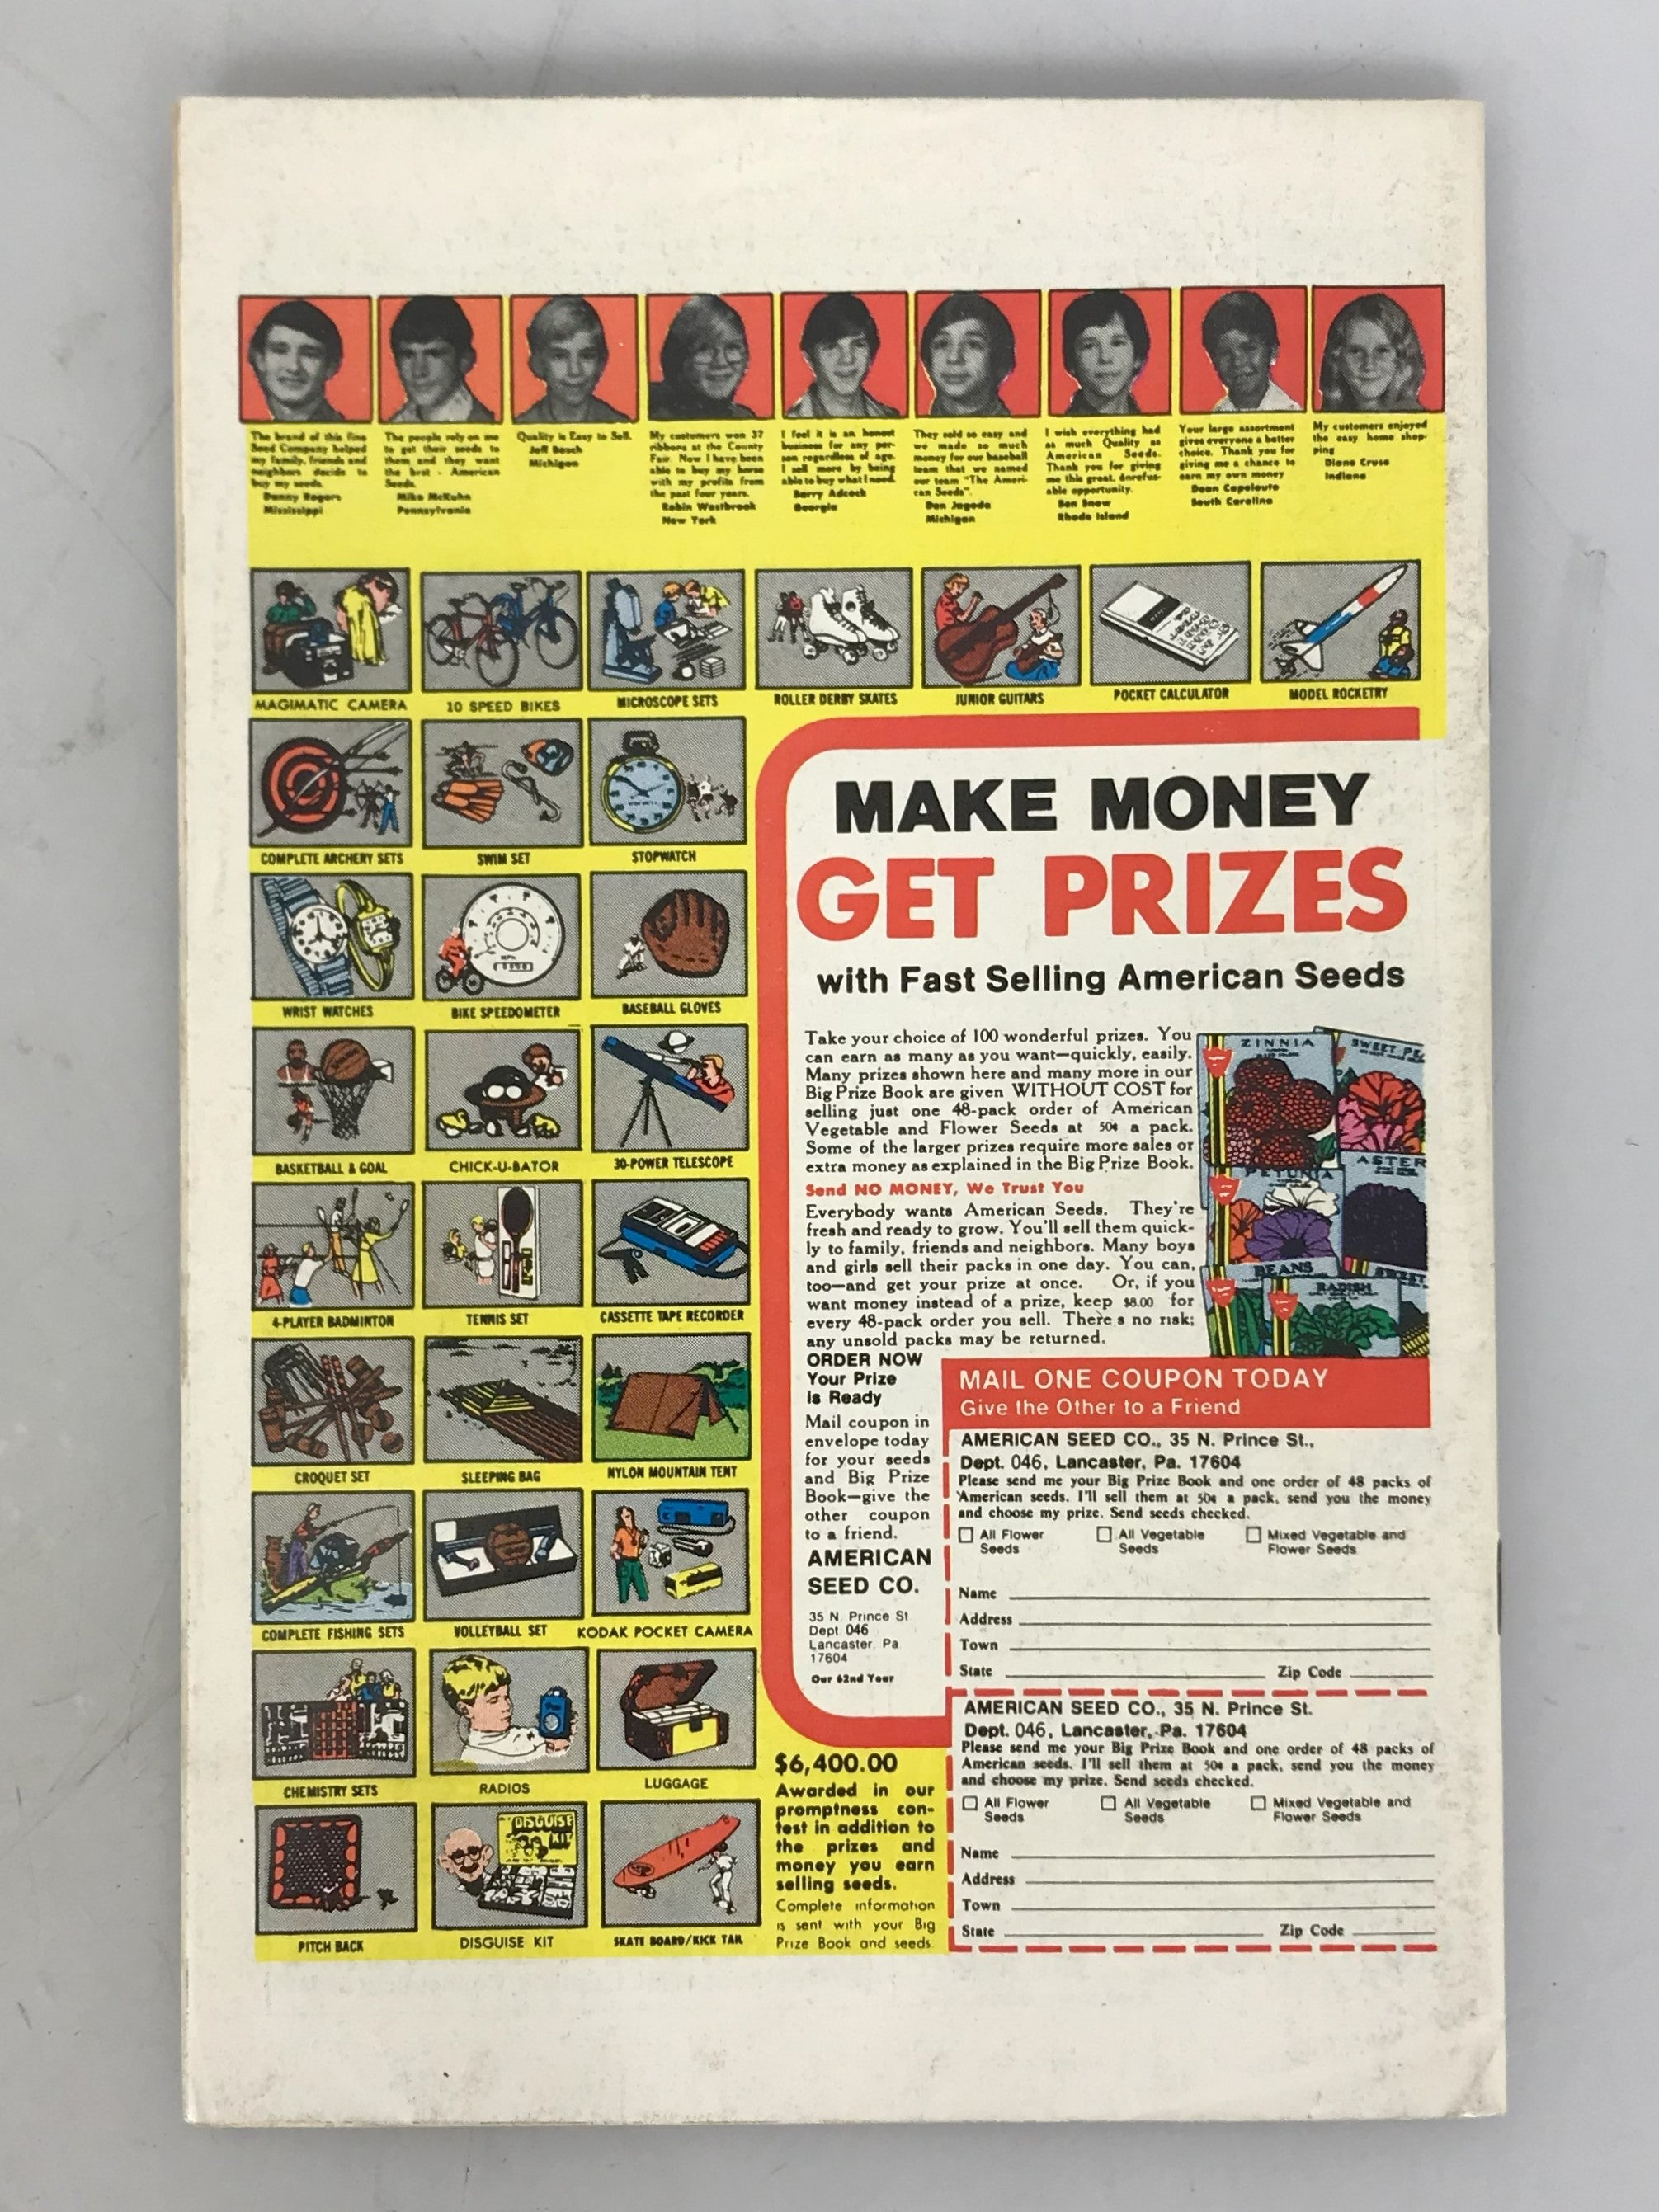 The brand of this fine
Seed Company helped
my family, friends and
neighbors decide to
buy my seeds.
Danny Rogers
Mississippi
The people rely on me
to get their seeds to
them and they want
the best - American
Seeds.
Mike McKuhn
Pennsylvania
Quality is Easy to Sell.
Jeff Basch
Michigan
My customers won 37
ribbons at the County
Fair. Now I have been
able to buy my horse
with my profits from
the past four years.
Robin Westbrook
New York
I feel it is an honest
business for any per-
son regardless of age.
I sell more by being
able to buy what I need.
Barry Adcock
Georgia
They sold so easy and
we made so much
money for our baseball
team that we named
our team "The Ameri-
can Seeds".
Dan Jagoda
Michigan
I wish everything had
as much Quality as
American Seeds.
Thank you for giving
me this great, unrefus-
able opportunity.
Ben Snow
Rhode Island
Your large assortment
gives everyone a better
choice. Thank you for
giving me a chance to
earn my own money
Dean Capelouto
South Carolina
My customers enjoyed
the easy home shop-
ping
Diane Cruse
Indiana
MAGIMATIC CAMERA
10 SPEED BIKES
MICROSCOPE SETS
ROLLER DERBY SKATES
JUNIOR GUITARS
POCKET CALCULATOR
MODEL ROCKETRY
COMPLETE ARCHERY SETS
SWIM SET
STOPWATCH
WRIST WATCHES
BIKE SPEEDOMETER
BASEBALL GLOVES
BASKETBALL & GOAL
CHICK-U-BATOR
30-POWER TELESCOPE
4-PLAYER BADMINTON
TENNIS SET
CASSETTE TAPE RECORDER
CROQUET SET
SLEEPING BAG
NYLON MOUNTAIN TENT
COMPLETE FISHING SETS
VOLLEYBALL SET
KODAK POCKET CAMERA
CHEMISTRY SETS
RADIOS
LUGGAGE
DISGUISE
KIT
PITCH BACK
DISGUISE KIT
SKATE BOARD/KICK TAIL
MAKE MONEY
GET PRIZES
with Fast Selling American Seeds
Take your choice of 100 wonderful prizes. You
can earn as many as you want—quickly, easily.
Many prizes shown here and many more in our
Big Prize Book are given WITHOUT COST for
selling just one 48-pack order of American
Vegetable and Flower Seeds at 50¢ a pack.
Some of the larger prizes require more sales or
extra money as explained in the Big Prize Book.
Send NO MONEY, We Trust You
Everybody wants American Seeds. They're
fresh and ready to grow. You'll sell them quick-
ly to family, friends and neighbors. Many boys
and girls sell their packs in one day. You can,
too—and get your prize at once. Or, if you
want money instead of a prize, keep $8.00 for
every 48-pack order you sell. There's no risk;
any unsold packs may be returned.
ZINNIA
SWEET PE
PETUNIA
ASTER
BEANS
RADISH
SWEET
ORDER NOW
Your Prize
is Ready
Mail coupon in
envelope today
for your seeds
and Big Prize
Book—give the
other coupon
to a friend.
AMERICAN
SEED CO.
35 N. Prince St
Dept. 046
Lancaster, Pa
17604
Our 62nd Year
$6,400.00
Awarded in our
promptness con-
test in addition to
the prizes and
money you earn
selling seeds.
Complete information
is sent with your Big
Prize Book and seeds.
MAIL ONE COUPON TODAY
Give the Other to a Friend
AMERICAN SEED CO., 35 N. Prince St.,
Dept. 046, Lancaster, Pa. 17604
Please send me your Big Prize Book and one order of 48 packs of
American seeds. I'll sell them at 50¢ a pack, send you the money
and choose my prize. Send seeds checked.
All Flower Seeds
All Vegetable Seeds
Mixed Vegetable and Flower Seeds
Name
Address
Town
State Zip Code
AMERICAN SEED CO., 35 N. Prince St.
Dept. 046, Lancaster, Pa. 17604
Please send me your Big Prize Book and one order of 48 packs of
American seeds. I'll sell them at 50¢ a pack, send you the money
and choose my prize. Send seeds checked.
All Flower Seeds
All Vegetable Seeds
Mixed Vegetable and Flower Seeds
Name
Address
Town
State Zip Code